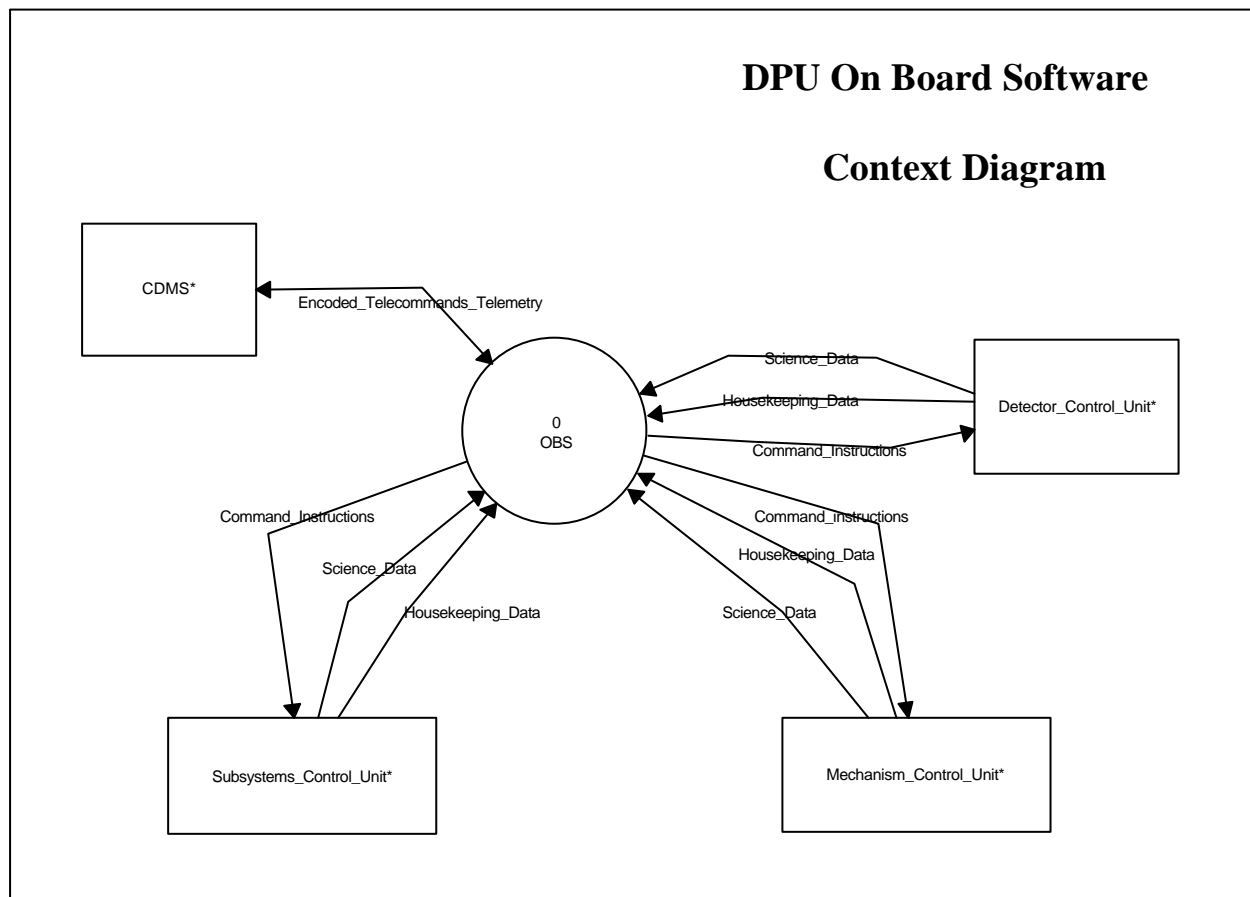 DPU On Board Software
Context Diagram
CDMS*
Encoded_Telecommands_Telemetry
Science_Data
Housekeeping_Data
Detector_Control_Unit*
0
OBS
Command_Instructions
Command_Instructions
Command_instructions
Housekeeping_Data
Science_Data
Housekeeping_Data
Science_Data
Subsystems_Control_Unit*
Mechanism_Control_Unit*